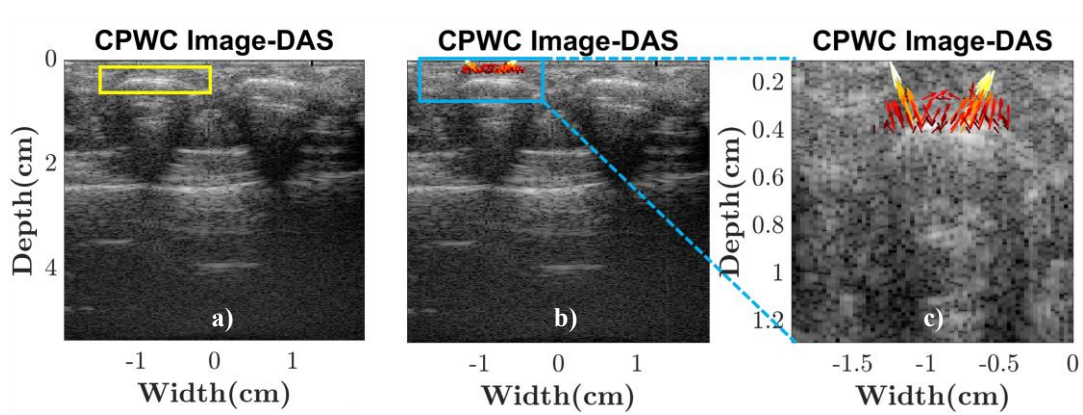 CPWC Image-DAS
0
2
4
Depth(cm)
a)
-1
0
1
Width(cm)
CPWC Image-DAS
b)
-1
0
1
Width(cm)
CPWC Image-DAS
0.2
0.4
0.6
0.8
1
1.2
Depth(cm)
c)
-1.5
-1
-0.5
0
Width(cm)